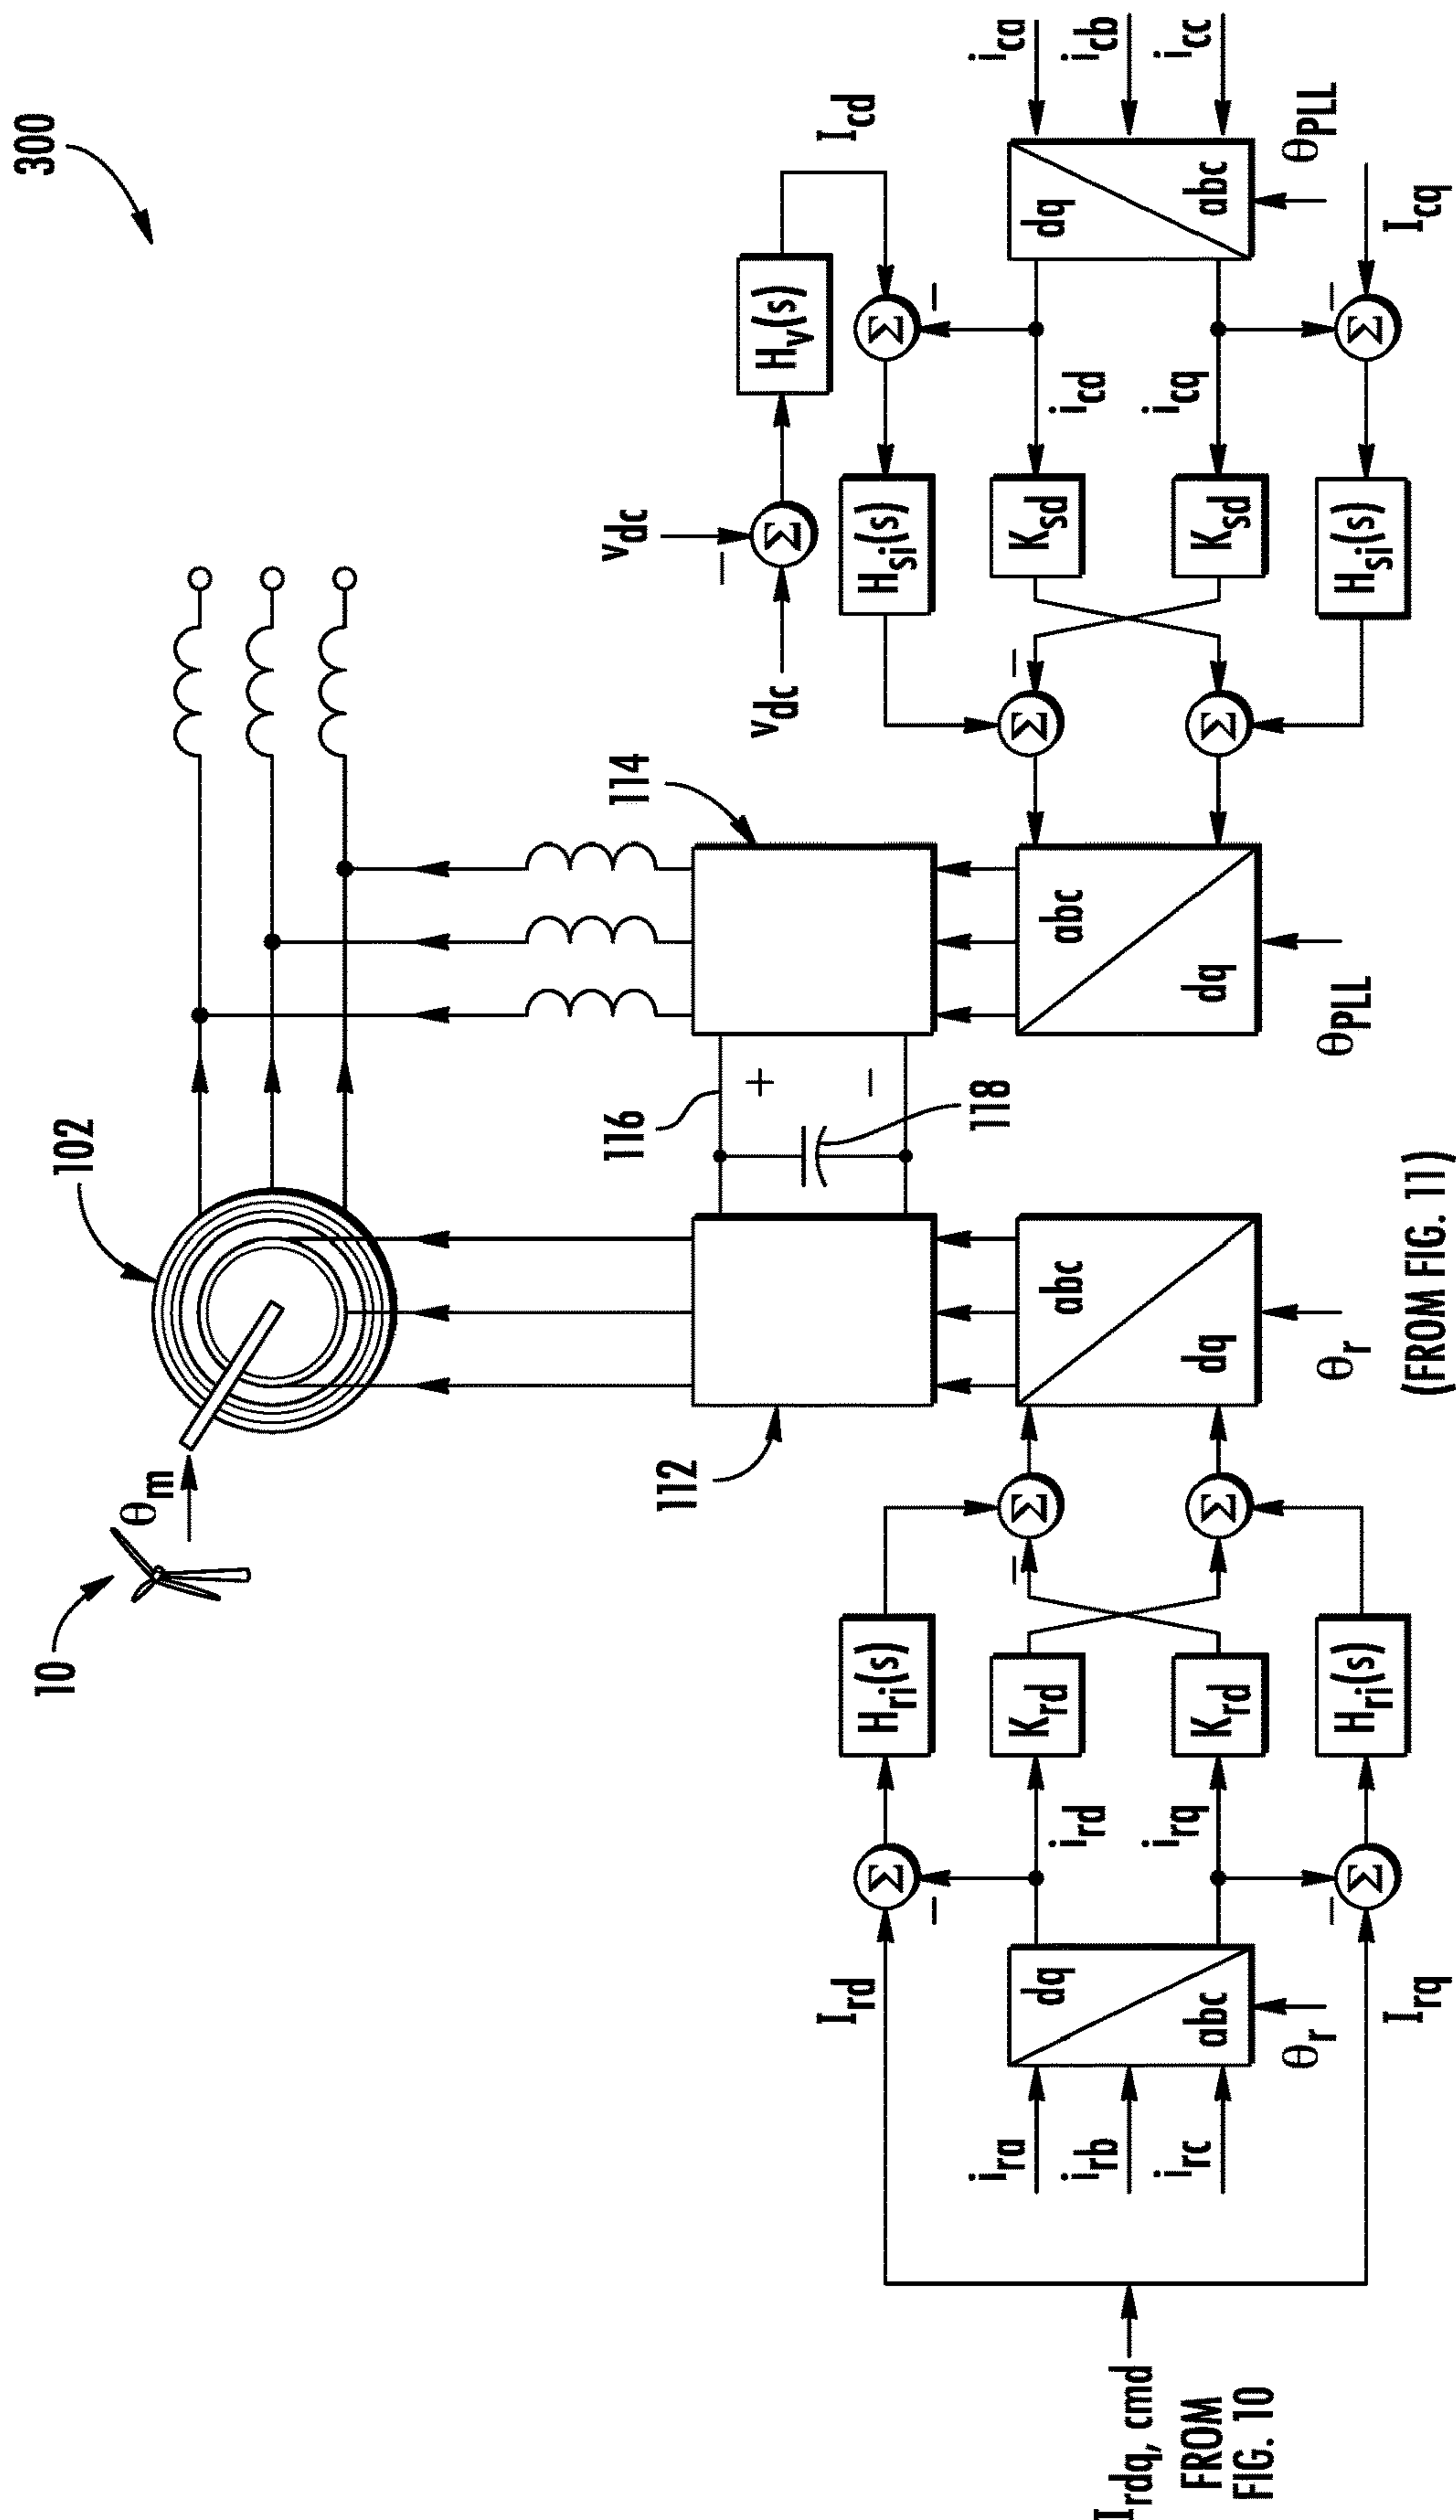 300
10
θm
102
112
116
118
114
+
−
Irdq, cmd
FROM
FIG. 10
Ird
Irq
ira
irb
irc
dq
abc
θr
Σ
−
Σ
−
ird
irq
Hri(s)
Krd
Krd
Hri(s)
Σ
−
Σ
abc
dq
θr
(FROM FIG. 11)
abc
dq
θPLL
Σ
−
Σ
vdc
vdc
−
Σ
Hv(s)
Icd
Hsi(s)
Ksd
Ksd
Hsi(s)
icd
icq
Σ
−
Σ
−
dq
abc
θPLL
Icq
ica
icb
icc